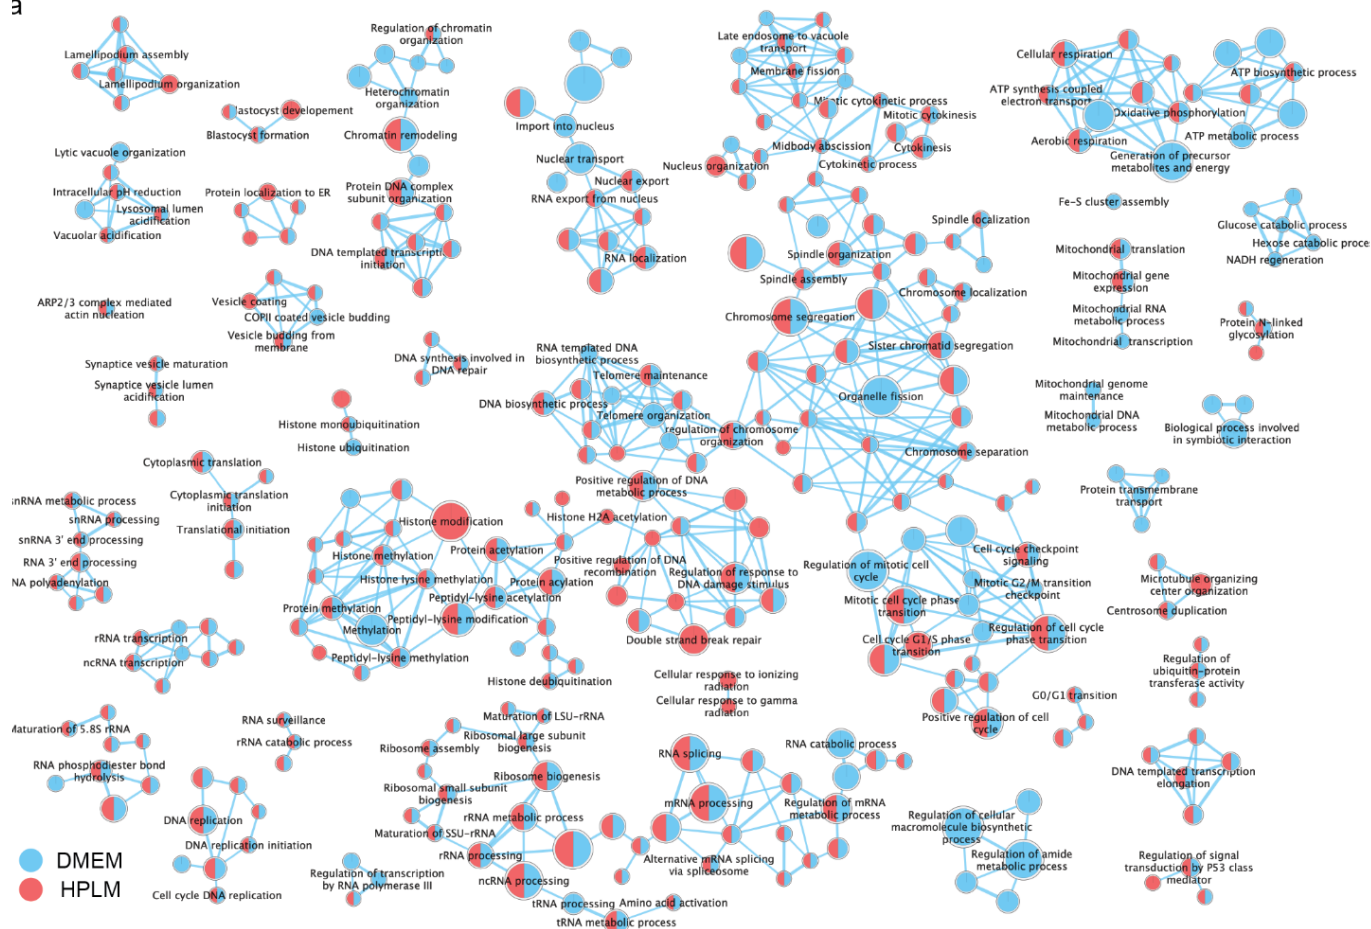 a
Lamellipodium assembly
Lamellipodium organization
Regulation of chromatin
organization
Heterochromatin
organization
Chromatin remodeling
Protein DNA complex
subunit organization
DNA templated transcripti
initiation
lastocyst developement
Blastocyst formation
Lytic vacuole organization
Intracellular pH reduction
Lysosomal lumen
acidification
Vacuolar acidification
Protein localization to ER
Import into nucleus
Nuclear transport
Nuclear export
RNA export from nucleus
RNA localization
Late endosome to vacuole
transport
Membrane fission
Mitotic cytokinetic process
Mitotic cytokinesis
Midbody abscission
Cytokinesis
Cytokinetic process
Nucleus organization
Cellular respiration
ATP biosynthetic process
ATP synthesis coupled
electron transport
Oxidative phosphorylation
ATP metabolic process
Aerobic respiration
Generation of precursor
metabolites and energy
Fe-S cluster assembly
Glucose catabolic process
Hexose catabolic proce
NADH regeneration
Mitochondrial translation
Mitochondrial gene
expression
Mitochondrial RNA
metabolic process
Mitochondrial transcription
Protein N-linked
glycosylation
Spindle localization
Spindle organization
Spindle assembly
Chromosome localization
Chromosome segregation
Sister chromatid segregation
Organelle fission
Chromosome separation
ARP2/3 complex mediated
actin nucleation
Vesicle coating
COPII coated vesicle budding
Vesicle budding from
membrane
Synaptice vesicle maturation
Synaptice vesicle lumen
acidification
DNA synthesis involved in
DNA repair
RNA templated DNA
biosynthetic process
Telomere maintenance
DNA biosynthetic process
Telomere organization
regulation of chromosome
organization
Mitochondrial genome
maintenance
Mitochondrial DNA
metabolic process
Biological process involved
in symbiotic interaction
Histone monoubiquitination
Histone ubiquitination
Cytoplasmic translation
Cytoplasmic translation
initiation
Translational initiation
snRNA metabolic process
snRNA processing
snRNA 3' end processing
RNA 3' end processing
NA polyadenylation
Positive regulation of DNA
metabolic process
Histone H2A acetylation
Positive regulation of DNA
recombination
Regulation of response to
DNA damage stimulus
Double strand break repair
Histone modification
Histone methylation
Protein acetylation
Histone lysine methylation
Protein acylation
Peptidyl-lysine acetylation
Protein methylation
Peptidyl-lysine modification
Methylation
Peptidyl-lysine methylation
Histone deubiquitination
Protein transmembrane
transport
Regulation of mitotic cell
cycle
Cell cycle checkpoint
signaling
Mitotic G2/M transition
checkpoint
Mitotic cell cycle phase
transition
Cell cycle G1/S phase
transition
Regulation of cell cycle
phase transition
Positive regulation of cell
cycle
G0/G1 transition
Microtubule organizing
center organization
Centrosome duplication
Regulation of
ubiquitin-protein
transferase activity
rRNA transcription
ncRNA transcription
Cellular response to ionizing
radiation
Cellular response to gamma
radiation
Maturation of 5.8S rRNA
RNA phosphodiester bond
hydrolysis
RNA surveillance
rRNA catabolic process
DNA replication
DNA replication initiation
Cell cycle DNA replication
Maturation of LSU-rRNA
Ribosomal large subunit
biogenesis
Ribosome assembly
Ribosome biogenesis
Ribosomal small subunit
biogenesis
rRNA metabolic process
Maturation of SSU-rRNA
rRNA processing
ncRNA processing
tRNA processing
Amino acid activation
tRNA metabolic process
Regulation of transcription
by RNA polymerase III
RNA splicing
RNA catabolic process
mRNA processing
Regulation of mRNA
metabolic process
Alternative mRNA splicing
via spliceosome
Regulation of cellular
macromolecule biosynthetic
process
Regulation of amide
metabolic process
DNA templated transcription
elongation
Regulation of signal
transduction by P53 class
mediator
DMEM
HPLM